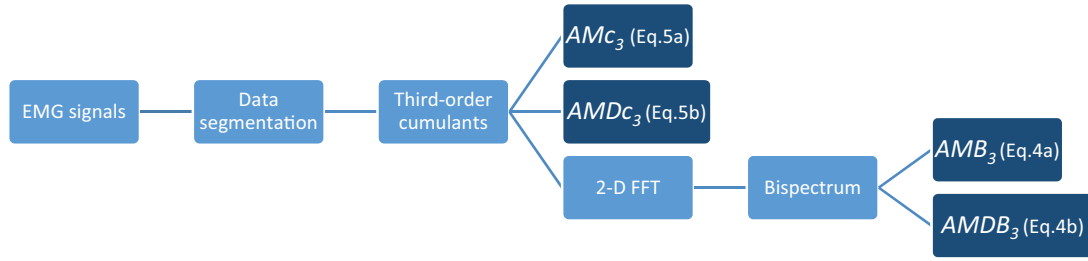 EMG signals
Data
segmentation
Third-order
cumulants
AMc₃ (Eq.5a)
AMDc₃ (Eq.5b)
2-D FFT
Bispectrum
AMB₃ (Eq.4a)
AMDB₃ (Eq.4b)